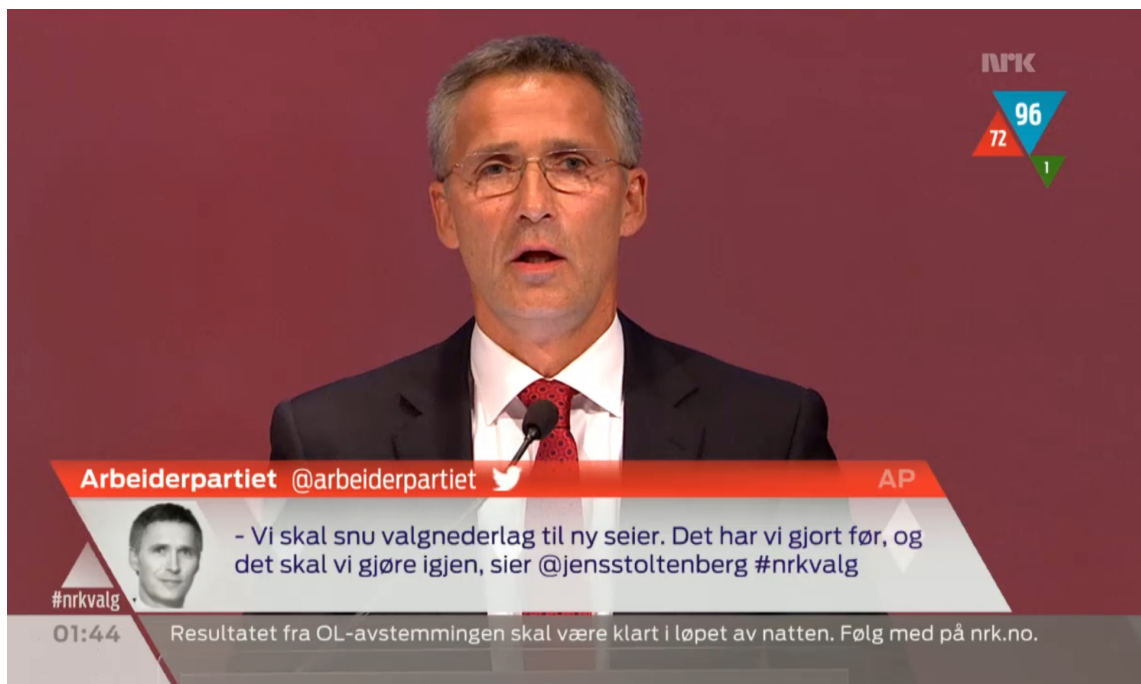 nrk
96
72
1
Arbeiderpartiet @arbeiderpartiet
AP
- Vi skal snu valgnederlag til ny seier. Det har vi gjort før, og
det skal vi gjøre igjen, sier @jensstoltenberg #nrkvalg
#nrkvalg
01:44
Resultatet fra OL-avstemmingen skal være klart i løpet av natten. Følg med på nrk.no.